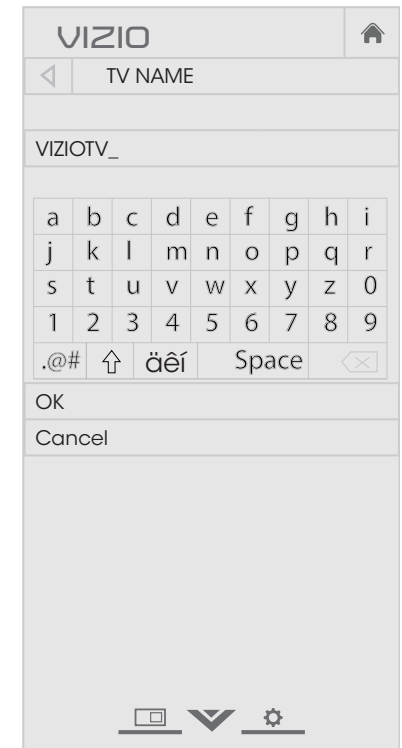 VIZIO
TV NAME
VIZIOTV_
a b c d e f g h i
j k l m n o p q r
s t u v w x y z 0
1 2 3 4 5 6 7 8 9
.@# äêí Space
OK
Cancel